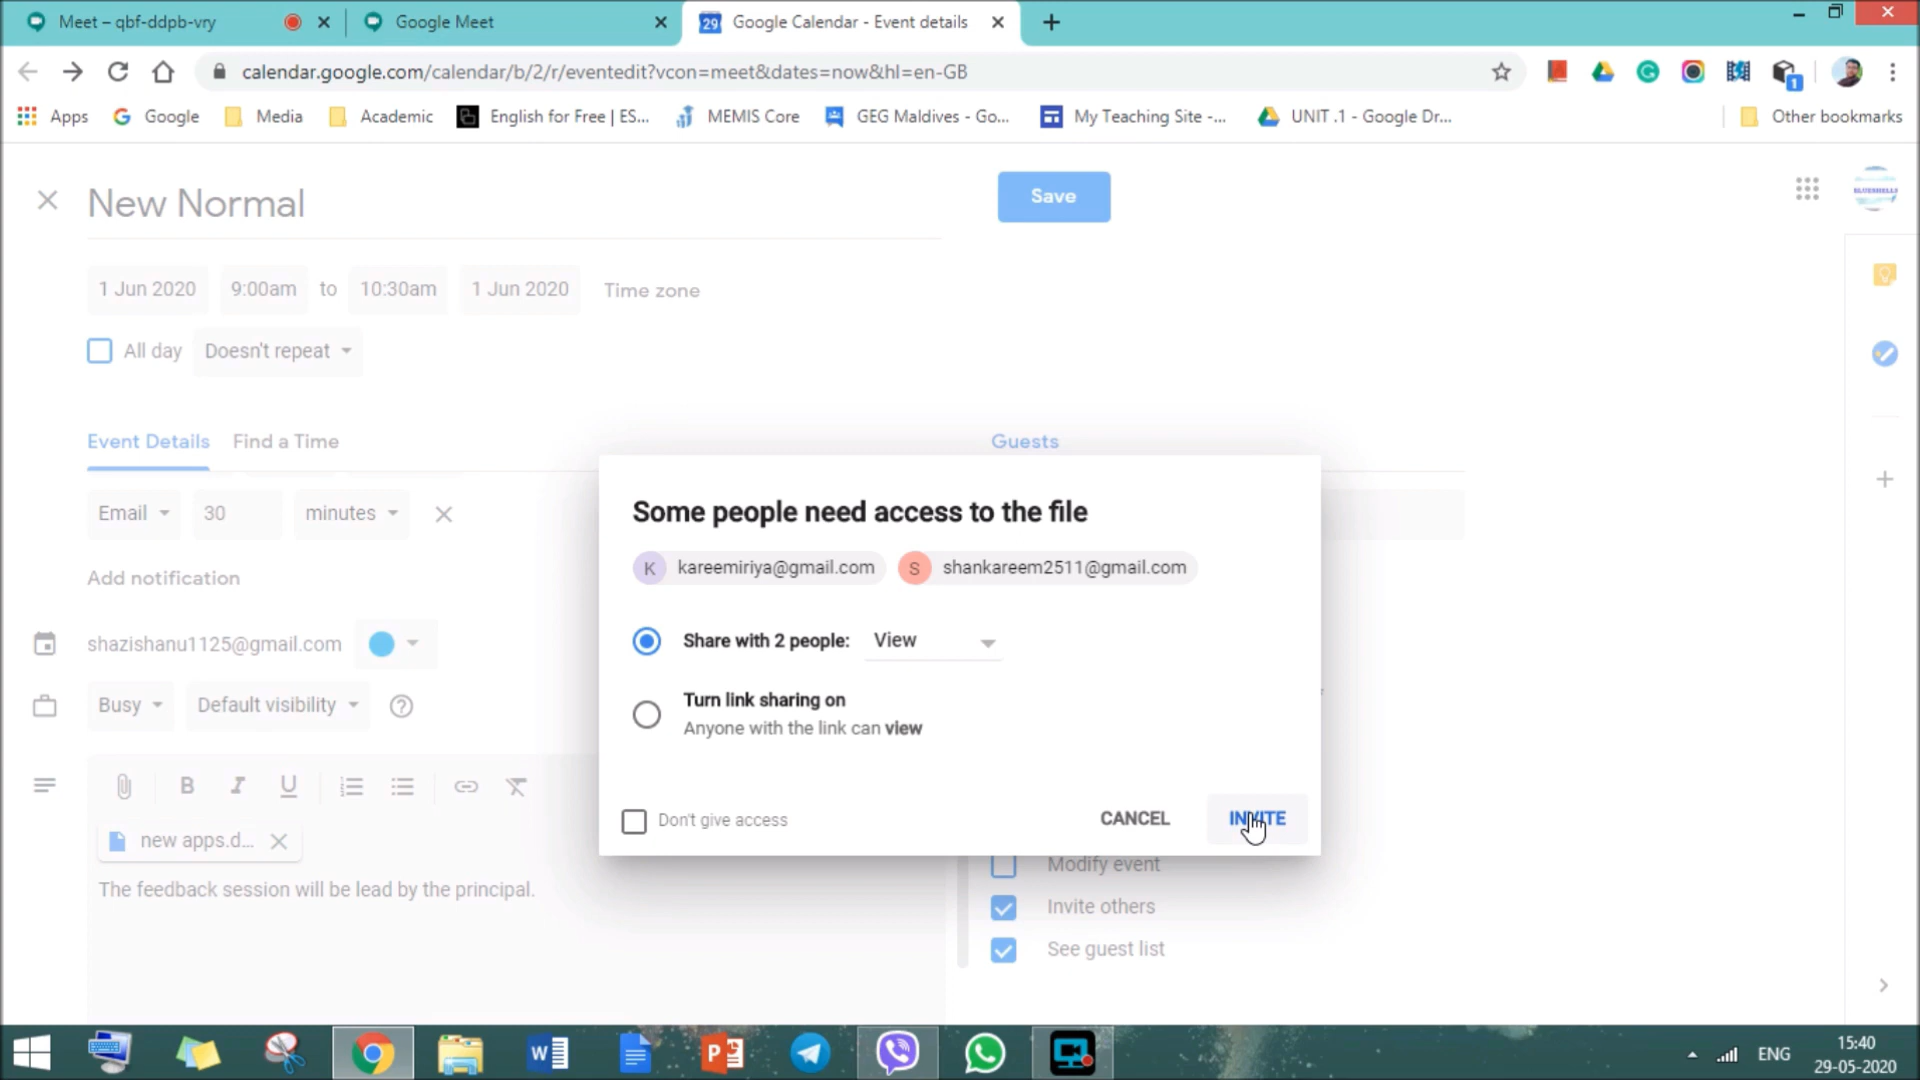 Meet – qbf-ddpb-vry
Google Meet
29 Google Calendar - Event details
calendar.google.com/calendar/b/2/r/eventedit?vcon=meet&dates=now&hl=en-GB
1
Apps Google Media Academic English for Free | ES... MEMIS Core GEG Maldives - Go... My Teaching Site -... UNIT .1 - Google Dr... Other bookmarks
New Normal
Save
BLUESHELLS
1 Jun 2020 9:00am to 10:30am 1 Jun 2020 Time zone
All day Doesn't repeat
Event Details Find a Time
Guests
Email 30 minutes
Add notification
shazishanu1125@gmail.com
Busy Default visibility
B I U
new apps.d...
The feedback session will be lead by the principal.
Some people need access to the file
K kareemiriya@gmail.com S shankareem2511@gmail.com
Share with 2 people: View
Turn link sharing on
Anyone with the link can view
Don't give access
CANCEL
INVITE
Modify event
Invite others
See guest list
ENG
15:40
29-05-2020